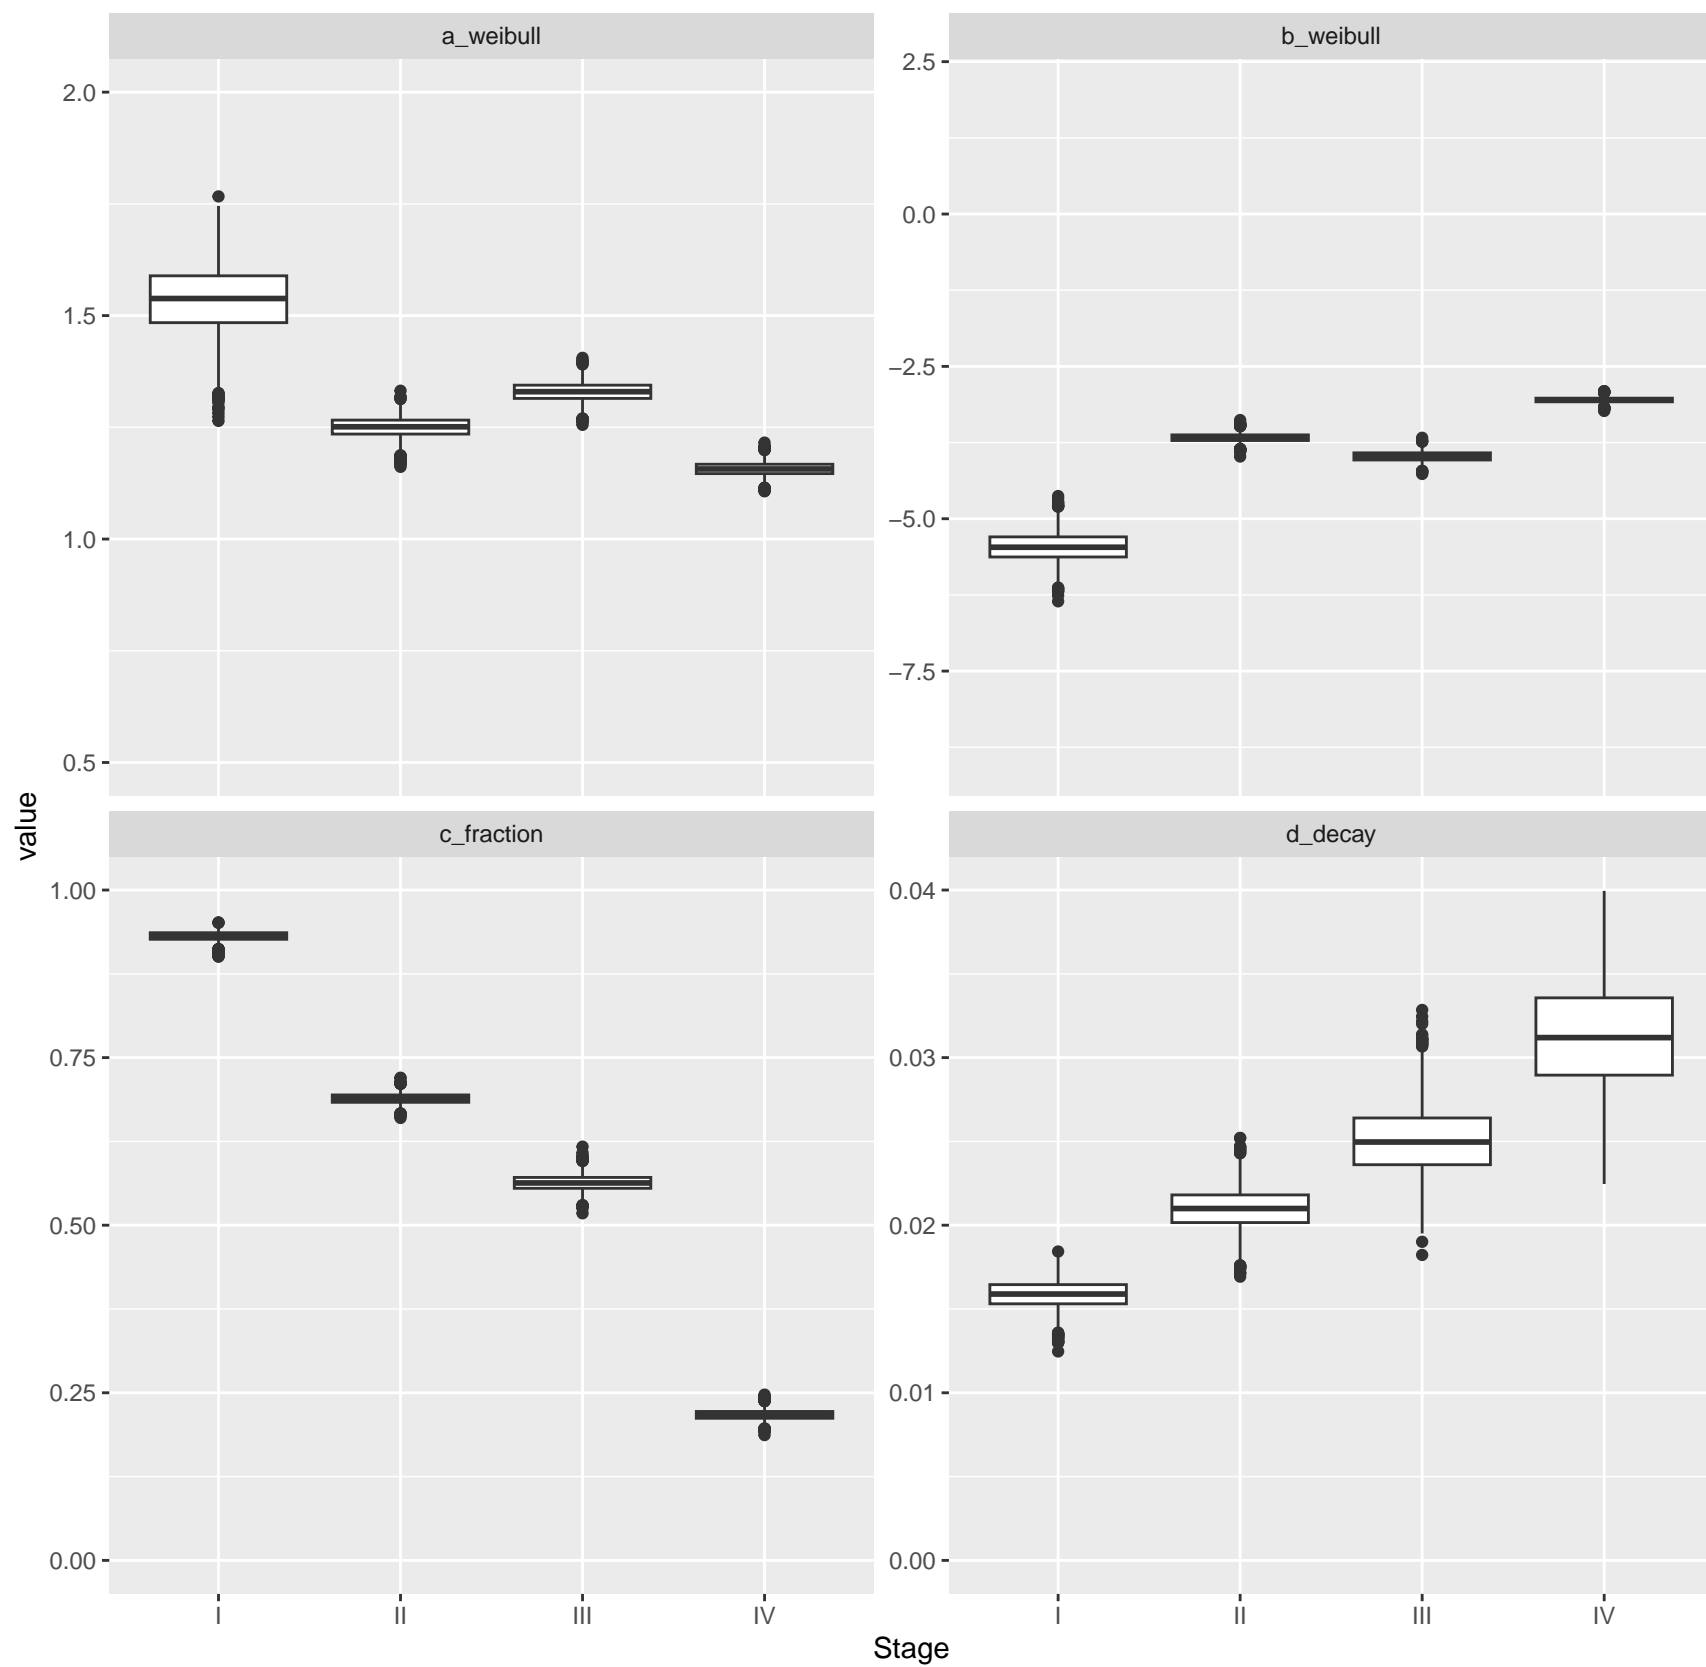 a_weibull
b_weibull
2.0
1.5
1.0
0.5
2.5
0.0
−2.5
−5.0
−7.5
value
c_fraction
d_decay
1.00
0.75
0.50
0.25
0.00
0.04
0.03
0.02
0.01
0.00
I II III IV
I II III IV
Stage